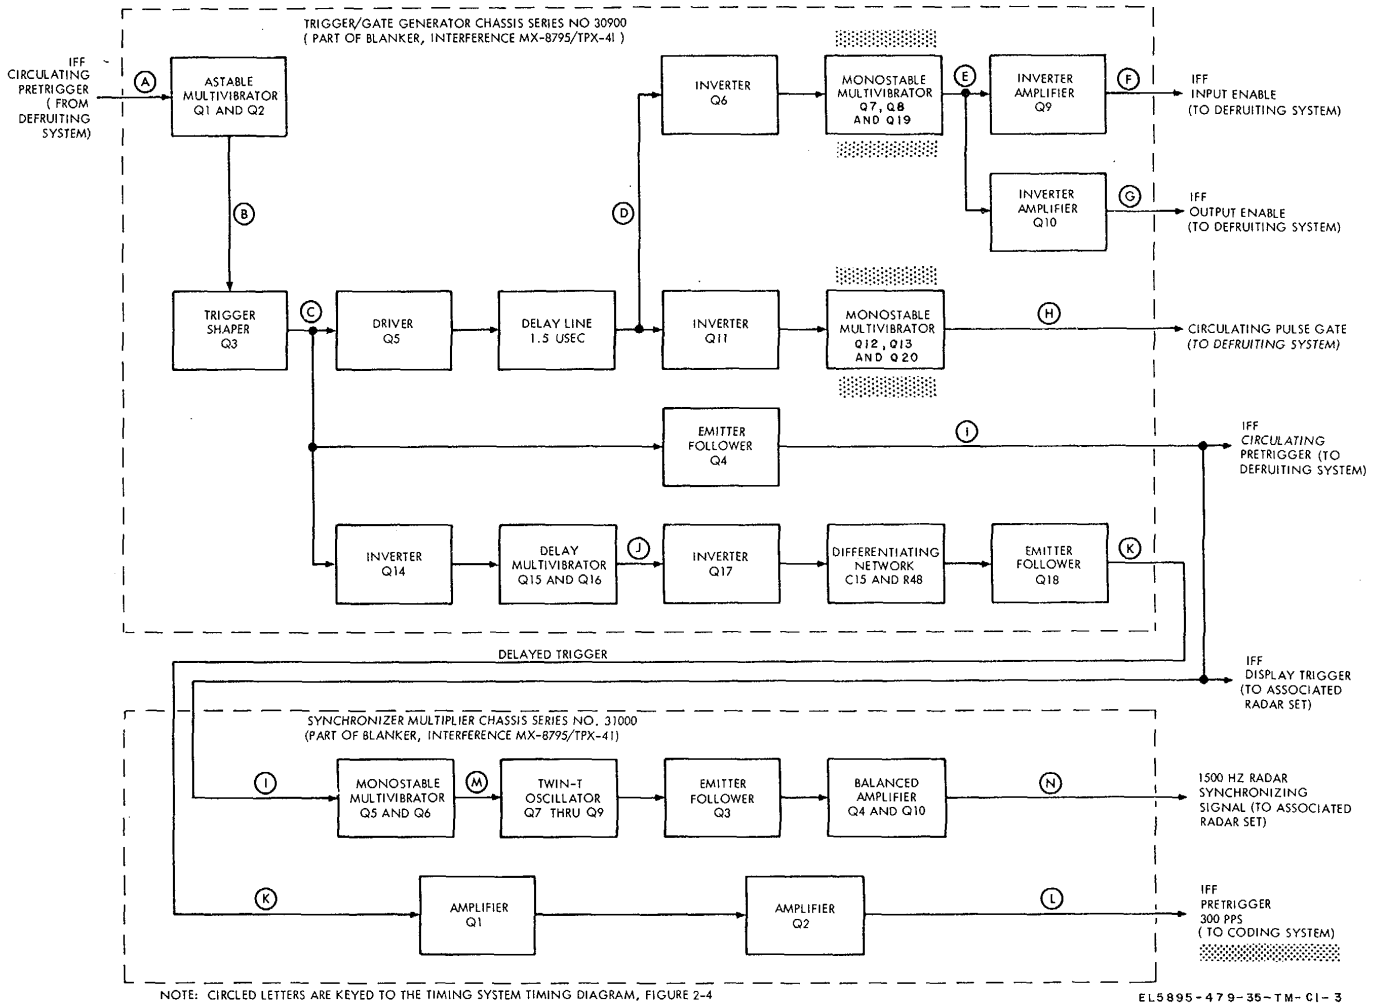 TRIGGER/GATE GENERATOR CHASSIS SERIES NO 30900
( PART OF BLANKER, INTERFERENCE MX-8795/TPX-41 )
IFF
CIRCULATING
PRETRIGGER
( FROM
DEFRUITING
SYSTEM)
A
ASTABLE
MULTIVIBRATOR
Q1 AND Q2
INVERTER
Q6
MONOSTABLE
MULTIVIBRATOR
Q7, Q8
AND Q19
E
INVERTER
AMPLIFIER
Q9
F
IFF
INPUT ENABLE
(TO DEFRUITING SYSTEM)
B
D
INVERTER
AMPLIFIER
Q10
G
IFF
OUTPUT ENABLE
(TO DEFRUITING SYSTEM)
TRIGGER
SHAPER
Q3
C
DRIVER
Q5
DELAY LINE
1.5 USEC
INVERTER
Q11
MONOSTABLE
MULTIVIBRATOR
Q12, Q13
AND Q20
H
CIRCULATING PULSE GATE
(TO DEFRUITING SYSTEM)
EMITTER
FOLLOWER
Q4
I
IFF
CIRCULATING
PRETRIGGER (TO
DEFRUITING SYSTEM)
INVERTER
Q14
DELAY
MULTIVIBRATOR
Q15 AND Q16
J
INVERTER
Q17
DIFFERENTIATING
NETWORK
C15 AND R48
EMITTER
FOLLOWER
Q18
K
DELAYED TRIGGER
IFF
DISPLAY TRIGGER
(TO ASSOCIATED
RADAR SET)
SYNCHRONIZER MULTIPLIER CHASSIS SERIES NO. 31000
(PART OF BLANKER, INTERFERENCE MX-8795/TPX-41)
I
MONOSTABLE
MULTIVIBRATOR
Q5 AND Q6
M
TWIN-T
OSCILLATOR
Q7 THRU Q9
EMITTER
FOLLOWER
Q3
BALANCED
AMPLIFIER
Q4 AND Q10
N
1500 HZ RADAR
SYNCHRONIZING
SIGNAL (TO ASSOCIATED
RADAR SET)
K
AMPLIFIER
Q1
AMPLIFIER
Q2
L
IFF
PRETRIGGER
300 PPS
( TO CODING SYSTEM)
NOTE: CIRCLED LETTERS ARE KEYED TO THE TIMING SYSTEM TIMING DIAGRAM, FIGURE 2-4
EL5895-479-35-TM-C1-3